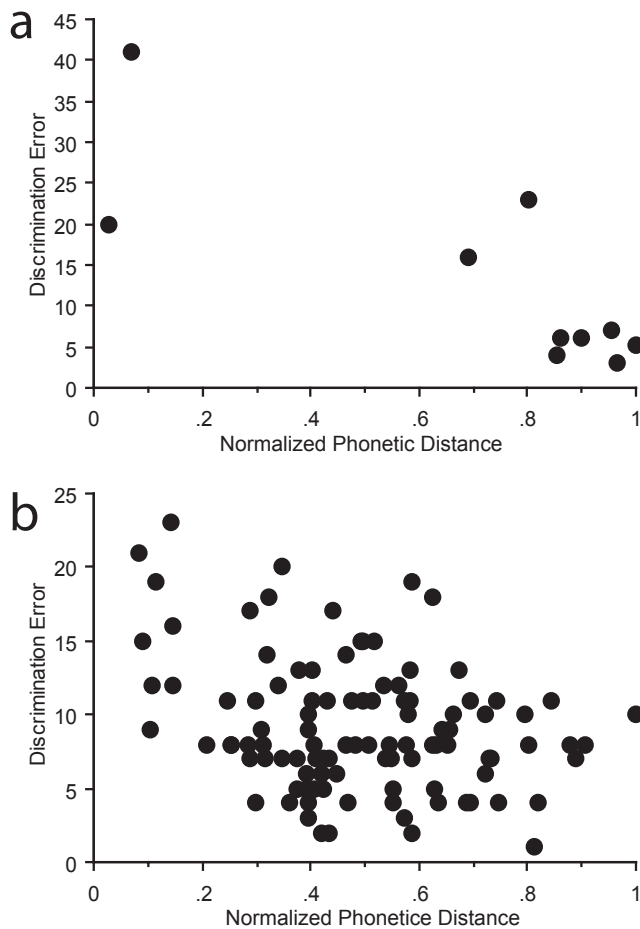 a
45
40
35
30
25
20
15
10
5
0
Discrimination Error
0 .2 .4 .6 .8 1
Normalized Phonetic Distance
b
25
20
15
10
5
0
Discrimination Error
0 .2 .4 .6 .8 1
Normalized Phonetice Distance